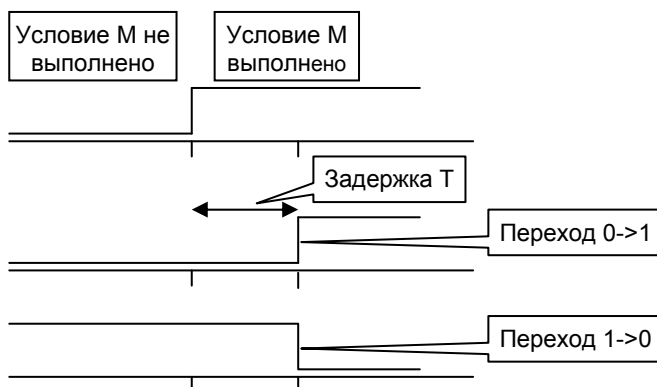 Условие М не
выполнено
Условие М
выполнено
Задержка Т
Переход 0->1
Переход 1->0